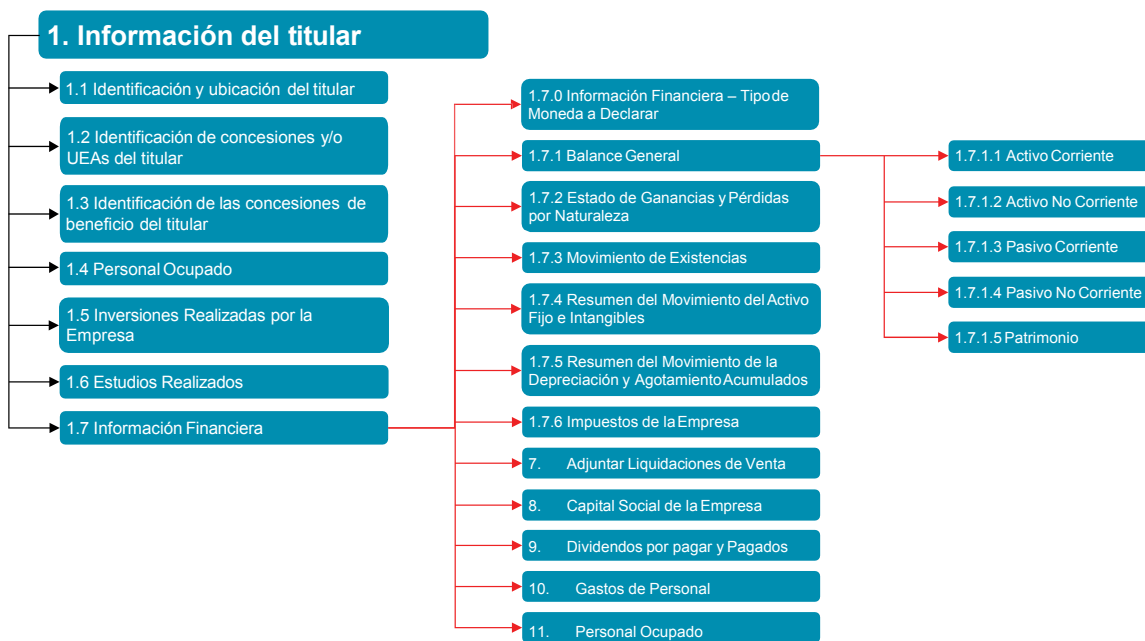 1. Información del titular
1.1 Identificación y ubicación del titular
1.2 Identificación de concesiones y/o
UEAs del titular
1.3 Identificación de las concesiones de
beneficio del titular
1.4 Personal Ocupado
1.5 Inversiones Realizadas por la
Empresa
1.6 Estudios Realizados
1.7 Información Financiera
1.7.0 Información Financiera – Tipo de
Moneda a Declarar
1.7.1 Balance General
1.7.2 Estado de Ganancias y Pérdidas
por Naturaleza
1.7.3 Movimiento de Existencias
1.7.4 Resumen del Movimiento del Activo
Fijo e Intangibles
1.7.5 Resumen del Movimiento de la
Depreciación y Agotamiento Acumulados
1.7.6 Impuestos de la Empresa
7. Adjuntar Liquidaciones de Venta
8. Capital Social de la Empresa
9. Dividendos por pagar y Pagados
10. Gastos de Personal
11. Personal Ocupado
1.7.1.1 Activo Corriente
1.7.1.2 Activo No Corriente
1.7.1.3 Pasivo Corriente
1.7.1.4 Pasivo No Corriente
1.7.1.5 Patrimonio